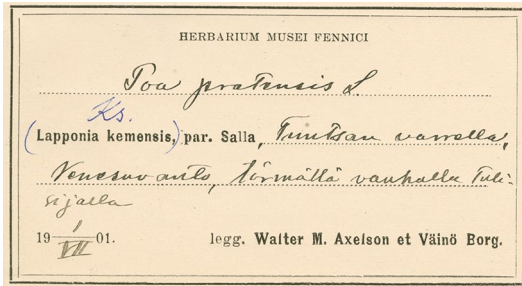 HERBARIUM MUSEI FENNICI
Poa pratensis L.
Ks.
(Lapponia kemensis,) par. Salla, Tuntsan varrella,
Venesuvanto, törmällä vanhalla tuli-
sijalla
19 1/VII 01. legg. Walter M. Axelson et Väinö Borg.